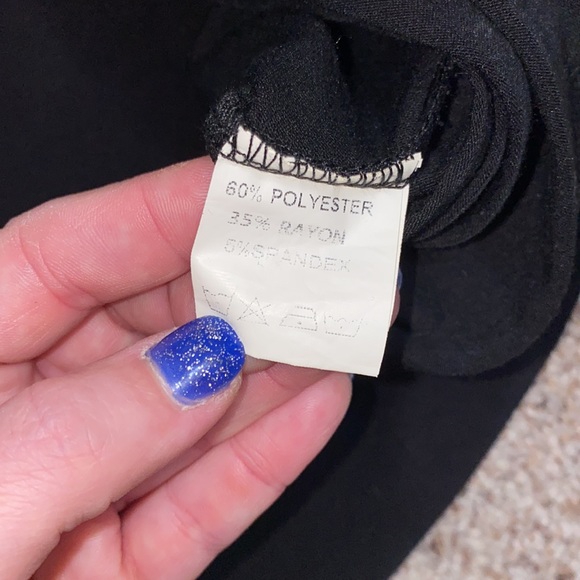 60% POLYESTER
35% RAYON
5%SPANDEX